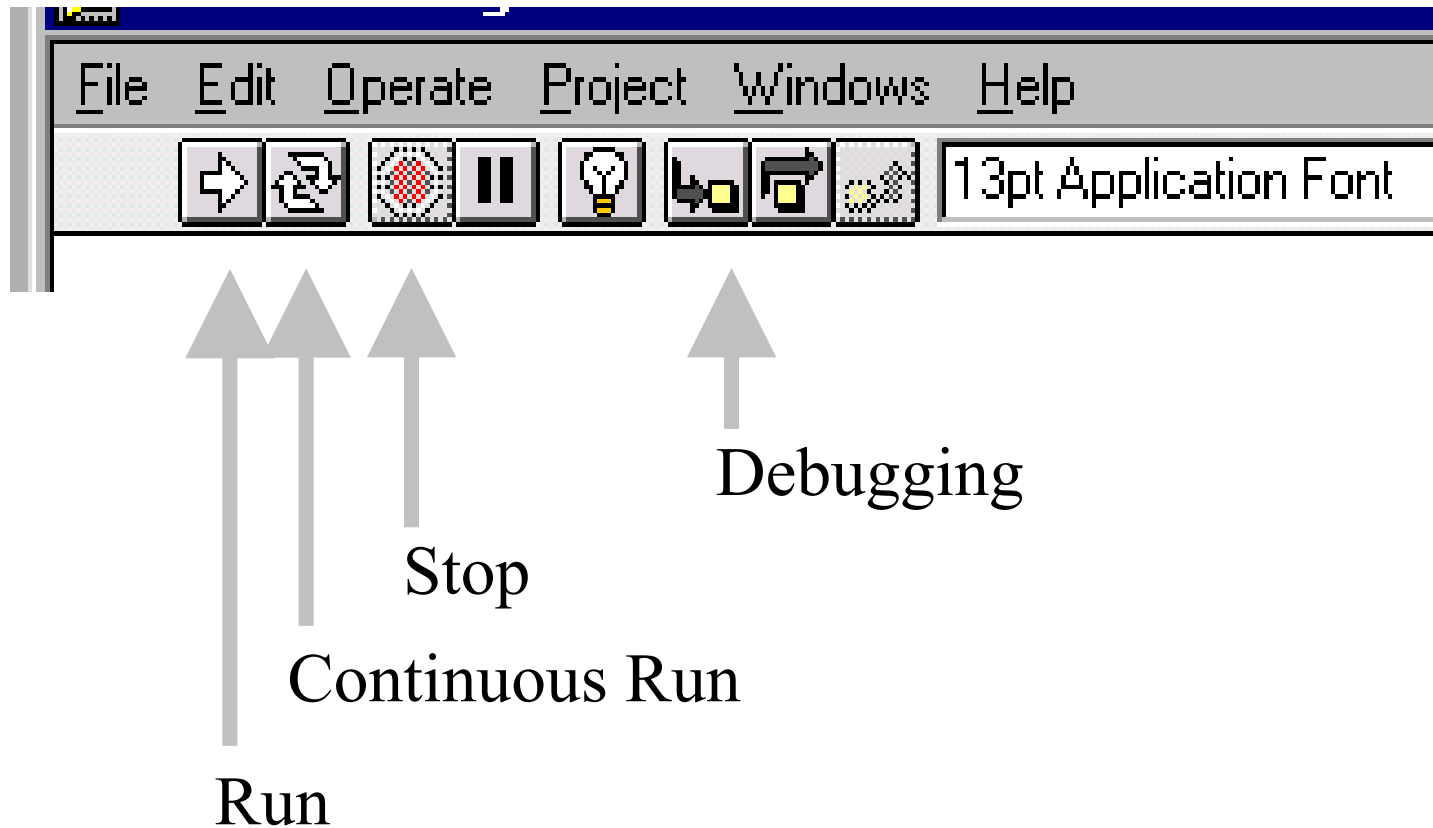 File Edit Operate Project Windows Help
13pt Application Font
Debugging
Stop
Continuous Run
Run